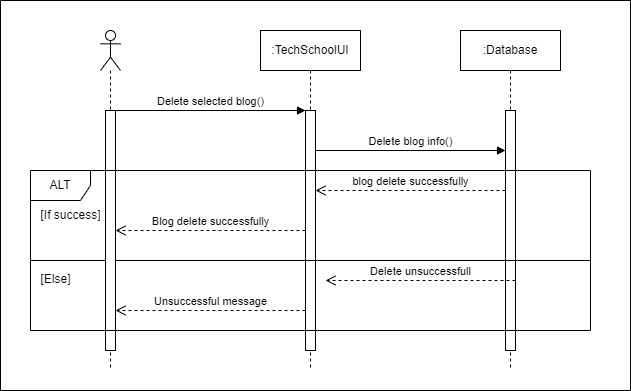 :TechSchoolUI
:Database
Delete selected blog()
Delete blog info()
ALT
blog delete successfully
[If success]
Blog delete successfully
[Else]
Delete unsuccessfull
Unsuccessful message